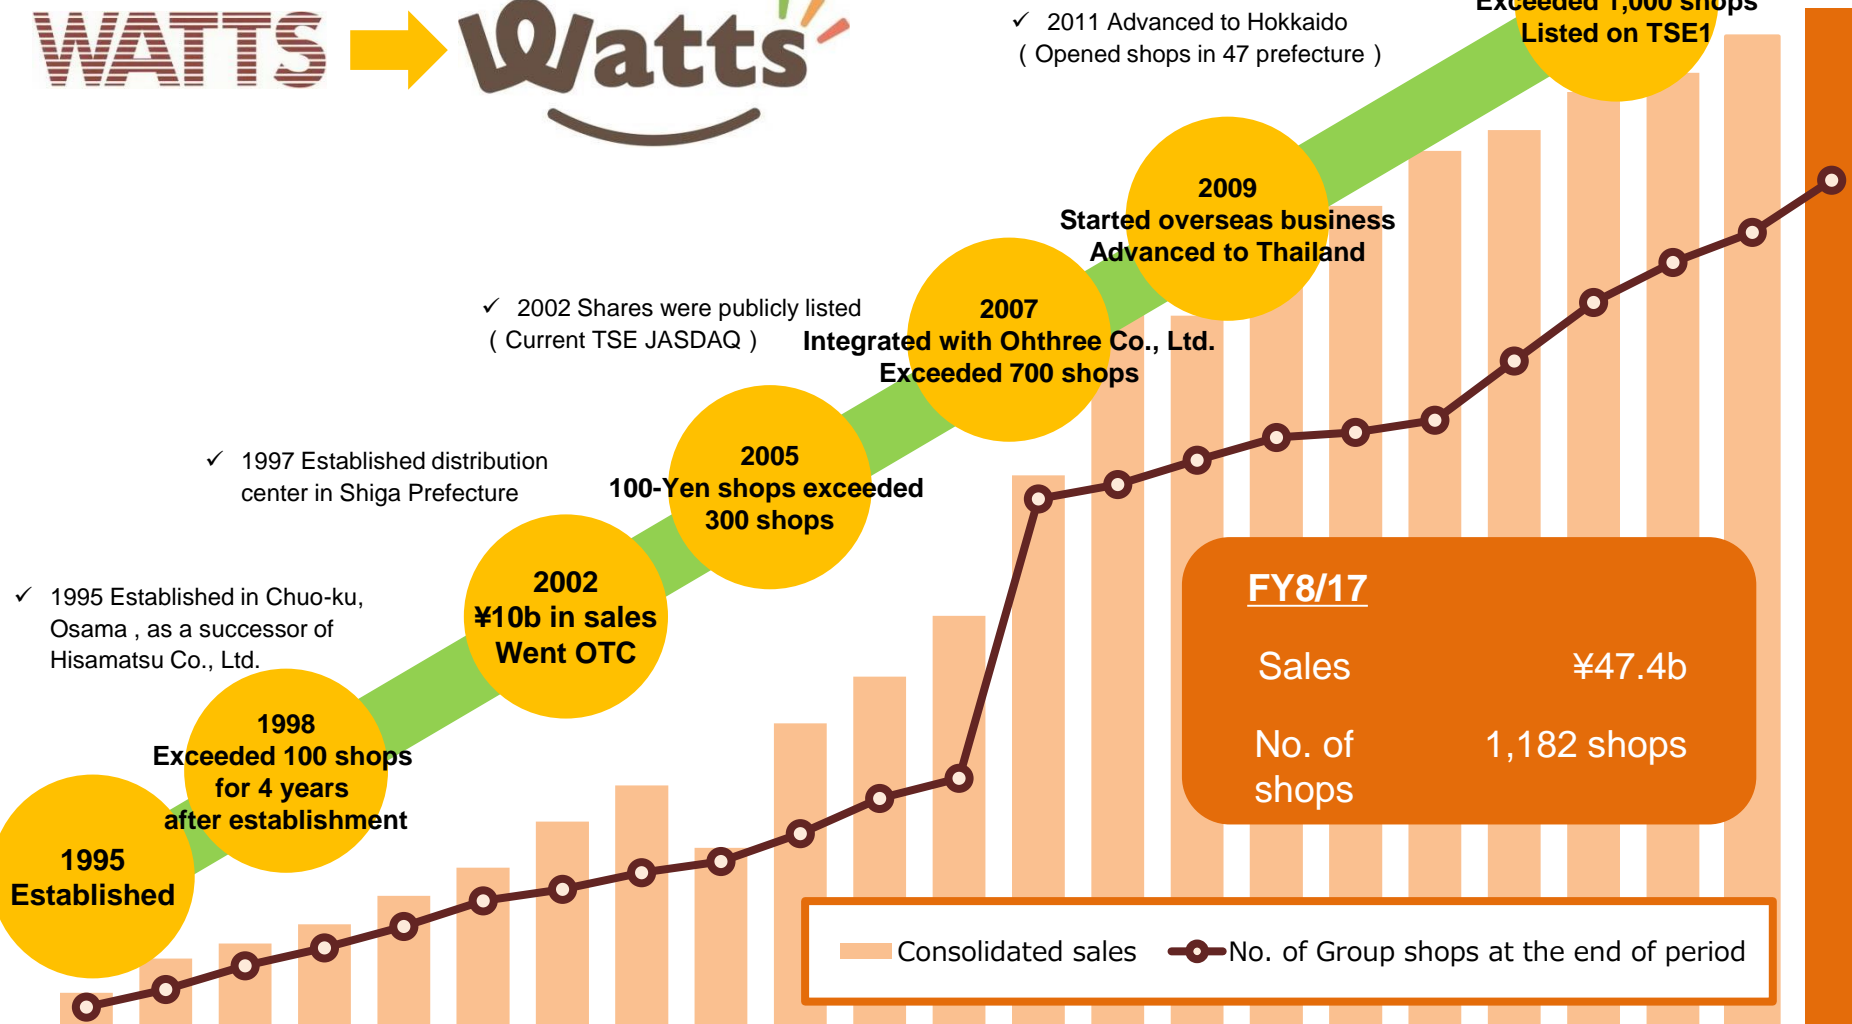 WATTS
Watts
✓ 2011 Advanced to Hokkaido
( Opened shops in 47 prefecture )
Exceeded 1,000 shops
Listed on TSE1
2009
Started overseas business
Advanced to Thailand
✓ 2002 Shares were publicly listed
( Current TSE JASDAQ )
2007
Integrated with Ohthree Co., Ltd.
Exceeded 700 shops
✓ 1997 Established distribution
center in Shiga Prefecture
2005
100-Yen shops exceeded
300 shops
✓ 1995 Established in Chuo-ku,
Osama , as a successor of
Hisamatsu Co., Ltd.
2002
¥10b in sales
Went OTC
1998
Exceeded 100 shops
for 4 years
after establishment
1995
Established
FY8/17
Sales ¥47.4b
No. of shops 1,182 shops
Consolidated sales
No. of Group shops at the end of period